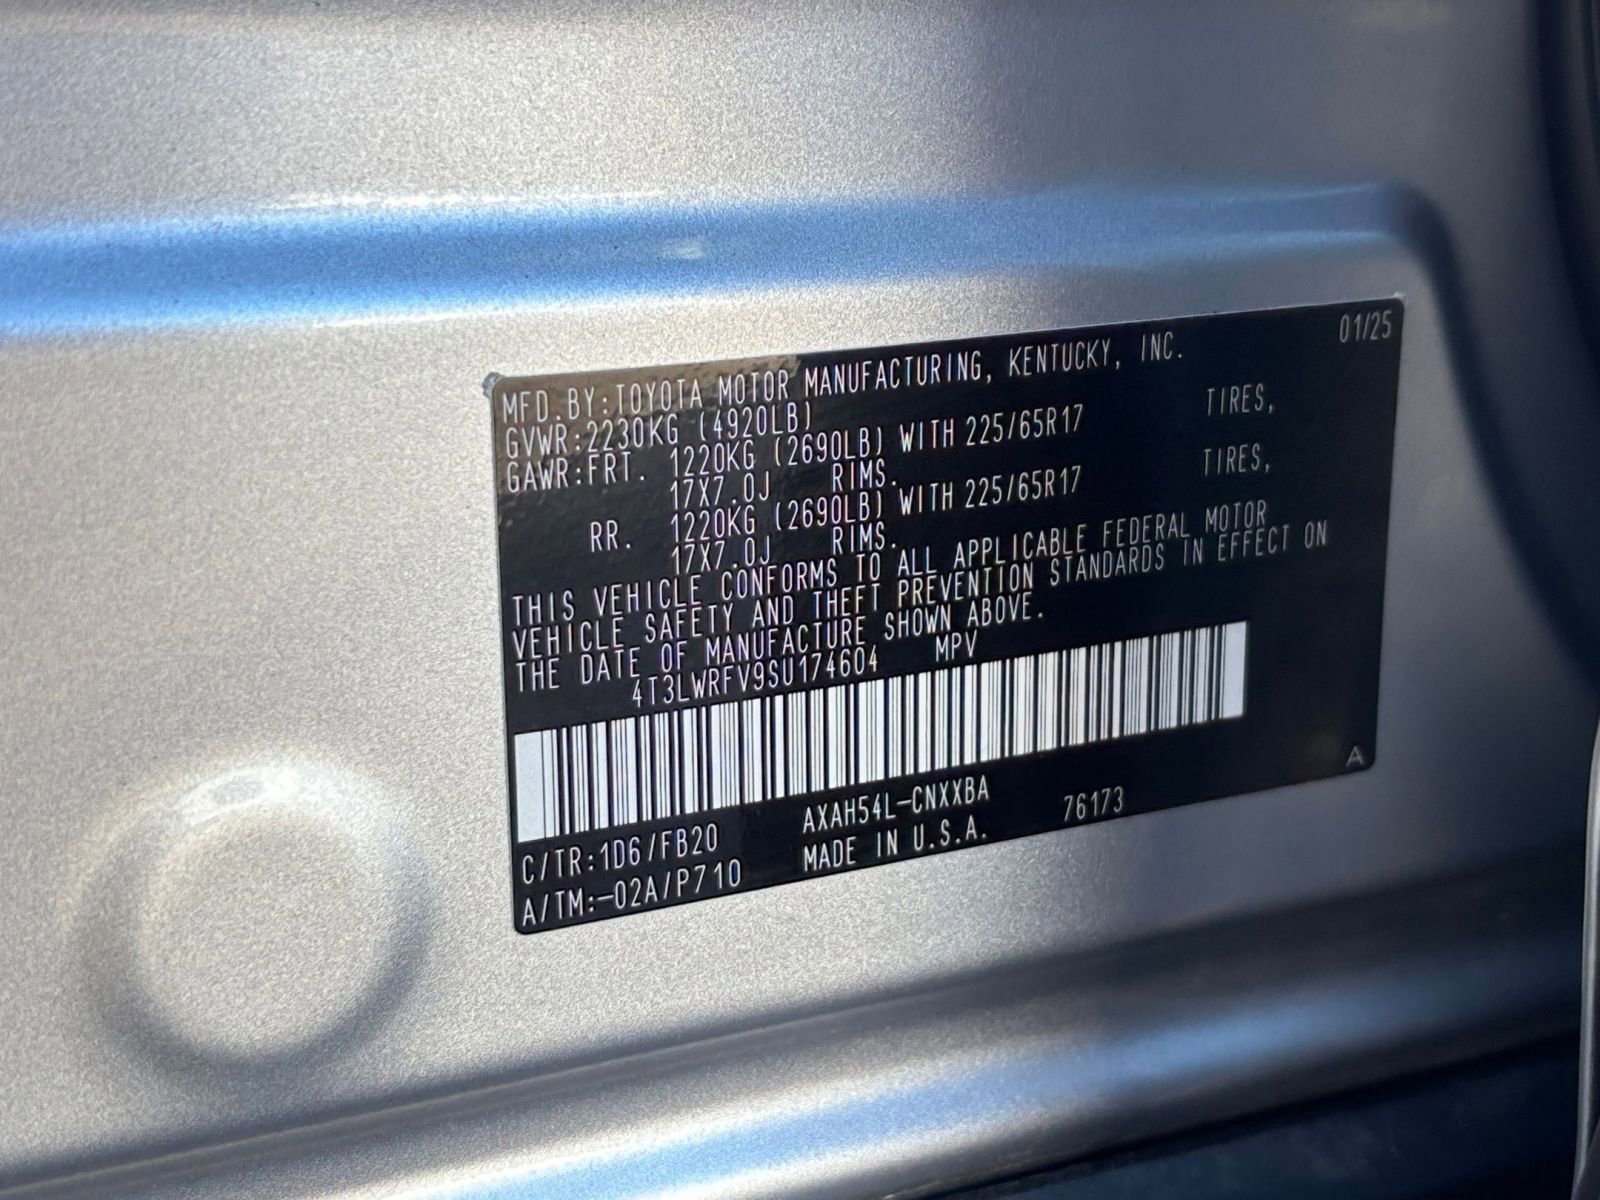 01/25
MFD.BY:TOYOTA MOTOR MANUFACTURING, KENTUCKY, INC.
GVWR:2230KG (4920LB)
GAWR:FRT. 1220KG (2690LB) WITH 225/65R17 TIRES,
17X7.0J RIMS.
RR. 1220KG (2690LB) WITH 225/65R17 TIRES,
17X7.0J RIMS.
THIS VEHICLE CONFORMS TO ALL APPLICABLE FEDERAL MOTOR
VEHICLE SAFETY AND THEFT PREVENTION STANDARDS IN EFFECT ON
THE DATE OF MANUFACTURE SHOWN ABOVE.
4T3LWRFV9SU174604 MPV
A
C/TR:1D6/FB20 AXAH54L-CNXXBA 76173
A/TM:-02A/P710 MADE IN U.S.A.